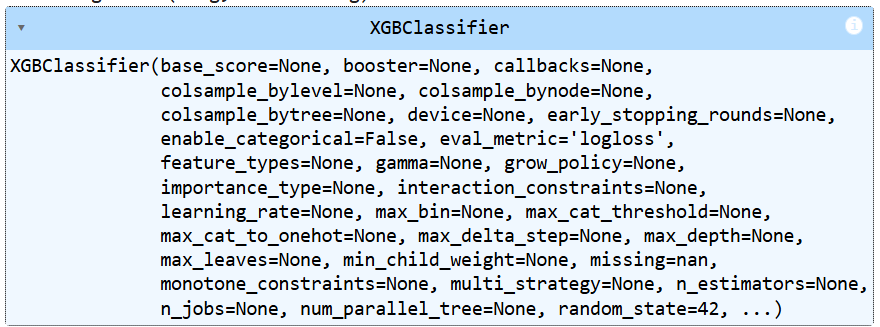 XGBClassifier
XGBClassifier(base_score=None, booster=None, callbacks=None,
colsample_bylevel=None, colsample_bynode=None,
colsample_bytree=None, device=None, early_stopping_rounds=None,
enable_categorical=False, eval_metric='logloss',
feature_types=None, gamma=None, grow_policy=None,
importance_type=None, interaction_constraints=None,
learning_rate=None, max_bin=None, max_cat_threshold=None,
max_cat_to_onehot=None, max_delta_step=None, max_depth=None,
max_leaves=None, min_child_weight=None, missing=nan,
monotone_constraints=None, multi_strategy=None, n_estimators=None,
n_jobs=None, num_parallel_tree=None, random_state=42, ...)